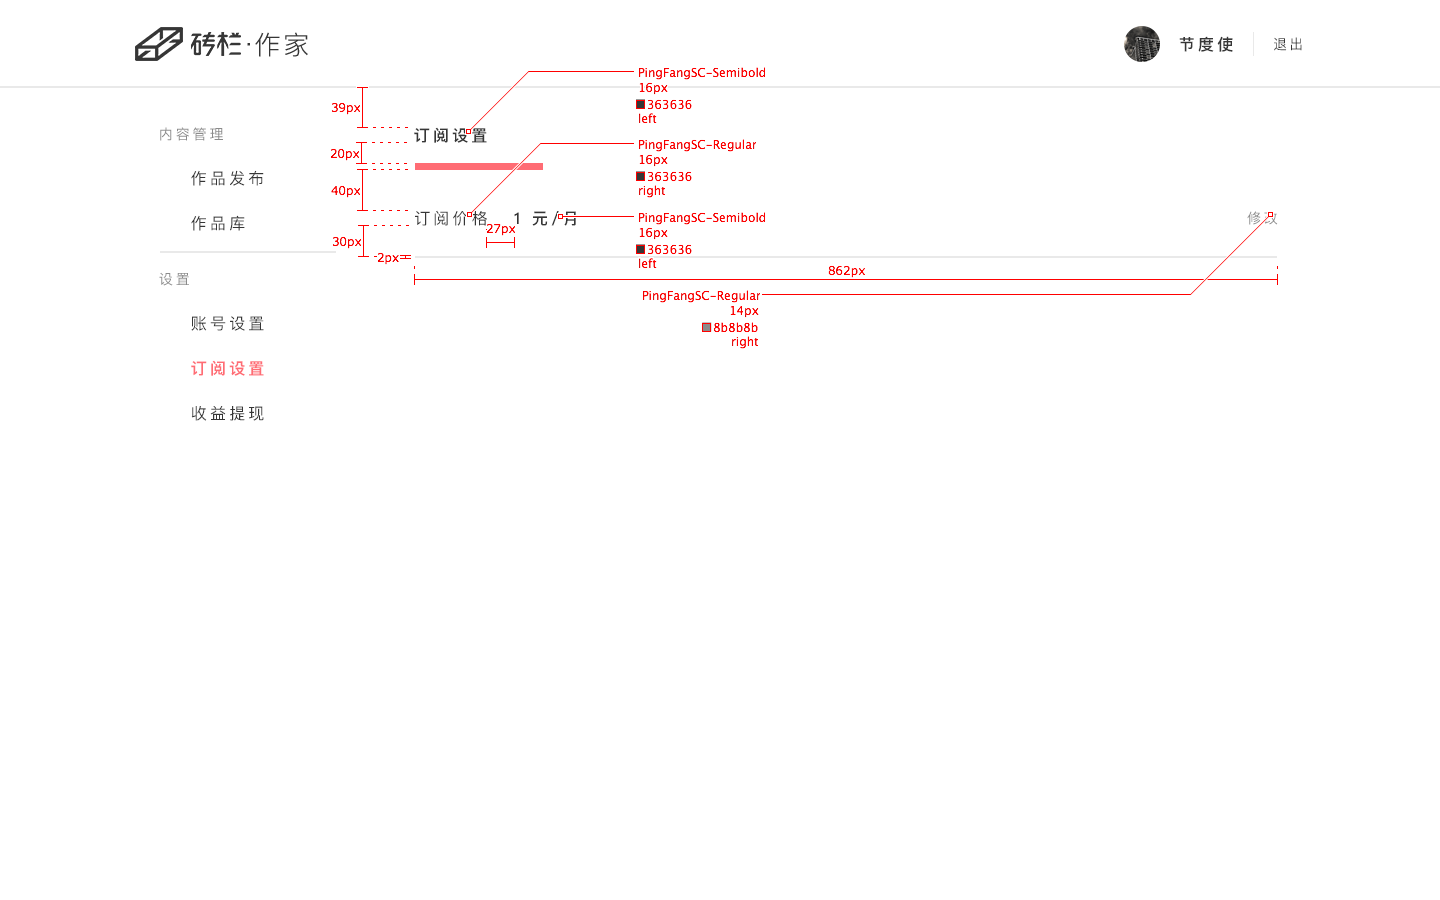 砖栏·作家
节度使
退出
PingFangSC-Semibold
16px
363636
left
39px
内容管理
订阅设置
20px
PingFangSC-Regular
16px
363636
right
作品发布
40px
订阅价格 1 元/月
修改
PingFangSC-Semibold
16px
363636
left
作品库
27px
30px
2px
862px
设置
PingFangSC-Regular
14px
8b8b8b
right
账号设置
订阅设置
收益提现